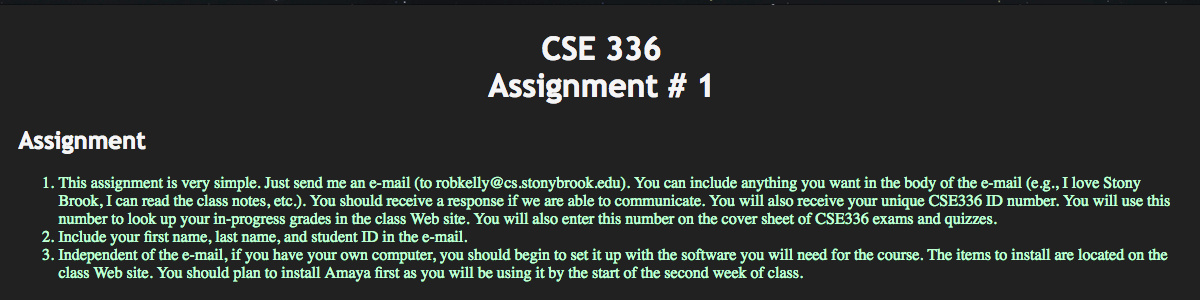 CSE 336
Assignment # 1
Assignment
1. This assignment is very simple. Just send me an e-mail (to robkelly@cs.stonybrook.edu). You can include anything you want in the body of the e-mail (e.g., I love Stony
Brook, I can read the class notes, etc.). You should receive a response if we are able to communicate. You will also receive your unique CSE336 ID number. You will use this
number to look up your in-progress grades in the class Web site. You will also enter this number on the cover sheet of CSE336 exams and quizzes.
2. Include your first name, last name, and student ID in the e-mail.
3. Independent of the e-mail, if you have your own computer, you should begin to set it up with the software you will need for the course. The items to install are located on the
class Web site. You should plan to install Amaya first as you will be using it by the start of the second week of class.